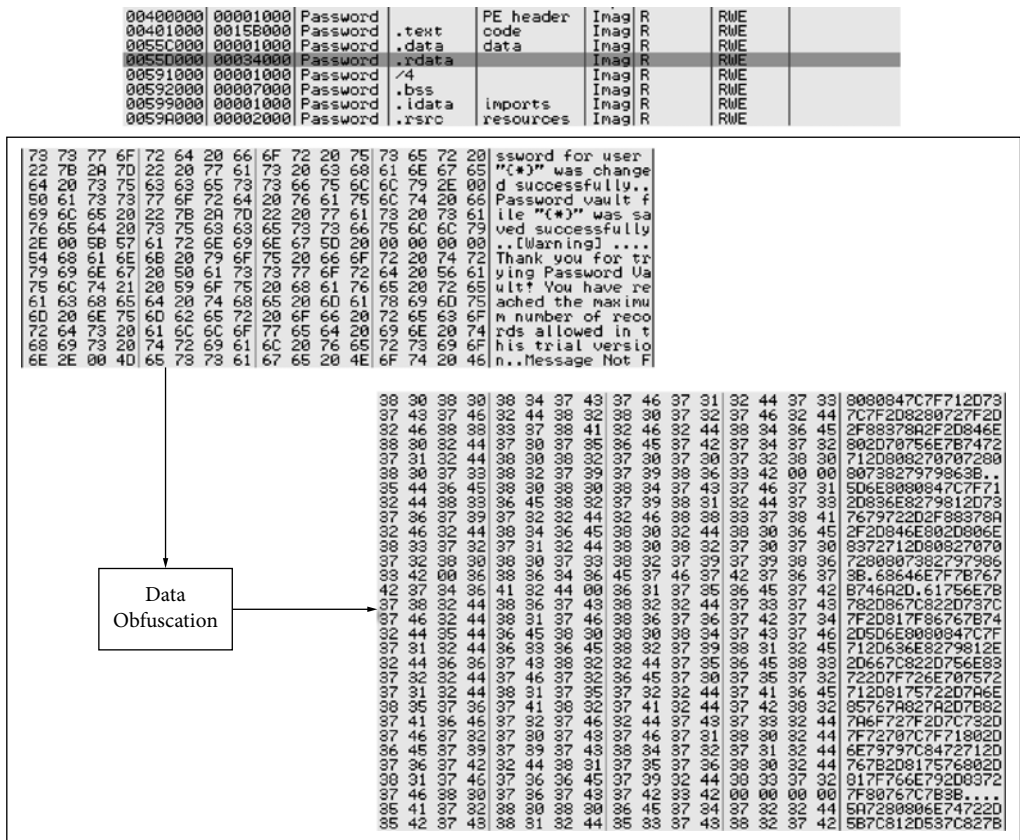 00400000 00001000 Password PE header Imag R RWE
00401000 0015B000 Password .text code Imag R RWE
0055C000 00001000 Password .data data Imag R RWE
0055D000 00034000 Password .rdata Imag R RWE
00591000 00001000 Password /4 Imag R RWE
00592000 00007000 Password .bss Imag R RWE
00599000 00001000 Password .idata imports Imag R RWE
0059A000 00002000 Password .rsrc resources Imag R RWE
73 73 77 6F 72 64 20 66 6F 72 20 75 73 65 72 20 ssword for user
22 7B 2A 7D 22 20 77 61 73 20 63 68 61 6E 67 65 "{*}" was change
64 20 73 75 63 63 65 73 73 66 75 6C 6C 79 2E 00 d successfully..
50 61 73 73 77 6F 72 64 20 76 61 75 6C 74 20 66 Password vault f
69 6C 65 20 22 7B 2A 7D 22 20 77 61 73 20 73 61 ile "{*}" was sa
76 65 64 20 73 75 63 63 65 73 73 66 75 6C 6C 79 ved successfully
2E 00 5B 57 61 72 6E 69 6E 67 5D 20 00 00 00 00 ..[Warning] ....
54 68 61 6E 6B 20 79 6F 75 20 66 6F 72 20 74 72 Thank you for tr
79 69 6E 67 20 50 61 73 73 77 6F 72 64 20 56 61 ying Password Va
75 6C 74 21 20 59 6F 75 20 68 61 76 65 20 72 65 ult! You have re
61 63 68 65 64 20 74 68 65 20 6D 61 78 69 6D 75 ached the maximu
6D 20 6E 75 6D 62 65 72 20 6F 66 20 72 65 63 6F m number of reco
72 64 73 20 61 6C 6C 6F 77 65 64 20 69 6E 20 74 rds allowed in t
68 69 73 20 74 72 69 61 6C 20 76 65 72 73 69 6F his trial versio
6E 2E 00 4D 65 73 73 61 67 65 20 4E 6F 74 20 46 n..Message Not F
Data
Obfuscation
38 30 38 30 38 34 37 43 37 46 37 31 32 44 37 33 8080847C7F712D73
37 43 37 46 32 44 38 32 38 30 37 32 37 46 32 44 7C7F2D8280727F2D
32 46 38 38 33 37 38 41 32 46 32 44 38 34 36 45 2F88378A2F2D846E
38 30 32 44 37 30 37 35 36 45 37 42 37 34 37 32 802D70756E7B7472
37 31 32 44 38 30 38 32 37 30 37 30 37 32 38 30 712D808270707280
38 30 37 33 38 32 37 39 37 39 38 36 33 42 00 00 8073827979863B..
35 44 36 45 38 30 38 30 38 34 37 43 37 46 37 31 5D6E8080847C7F71
32 44 38 33 36 45 38 32 37 39 38 31 32 44 37 33 2D836E8279812D73
37 36 37 39 37 32 32 44 32 46 38 38 33 37 38 41 7679722D2F88378A
32 46 32 44 38 34 36 45 38 30 32 44 38 30 36 45 2F2D846E802D806E
38 33 37 32 37 31 32 44 38 30 38 32 37 30 37 30 8372712D80827070
37 32 38 30 38 30 37 33 38 32 37 39 37 39 38 36 7280807382797986
33 42 00 36 38 36 34 36 45 37 46 37 42 37 36 37 3B.68646E7F7B767
42 37 34 36 41 32 44 00 36 31 37 35 36 45 37 42 B746A2D.61756E7B
37 38 32 44 38 36 37 43 38 32 32 44 37 33 37 43 782D867C822D737C
37 46 32 44 38 31 37 46 38 36 37 36 37 42 37 34 7F2D817F86767B74
32 44 35 44 36 45 38 30 38 30 38 34 37 43 37 46 2D5D6E8080847C7F
37 31 32 44 36 33 36 45 38 32 37 39 38 31 32 45 712D636E8279812E
32 44 36 36 37 43 38 32 32 44 37 35 36 45 38 33 2D667C822D756E83
37 32 32 44 37 46 37 32 36 45 37 30 37 35 37 32 722D7F726E707572
37 31 32 44 38 31 37 35 37 32 32 44 37 41 36 45 712D8175722D7A6E
38 35 37 36 37 41 38 32 37 41 32 44 37 42 38 32 85767A827A2D7B82
37 41 36 46 37 32 37 46 32 44 37 43 37 33 32 44 7A6F727F2D7C732D
37 46 37 32 37 30 37 43 37 46 37 31 38 30 32 44 7F72707C7F71802D
36 45 37 39 37 39 37 43 38 34 37 32 37 31 32 44 6E79797C8472712D
37 36 37 42 32 44 38 31 37 35 37 36 38 30 32 44 767B2D817576802D
38 31 37 46 37 36 36 45 37 39 32 44 38 33 37 32 817F766E792D8372
37 46 38 30 37 36 37 43 37 42 33 42 00 00 00 00 7F80767C7B3B....
35 41 37 32 38 30 38 30 36 45 37 34 37 32 32 44 5A7280806E74722D
35 42 37 43 38 31 32 44 35 33 37 43 38 32 37 42 5B7C812D537C827B